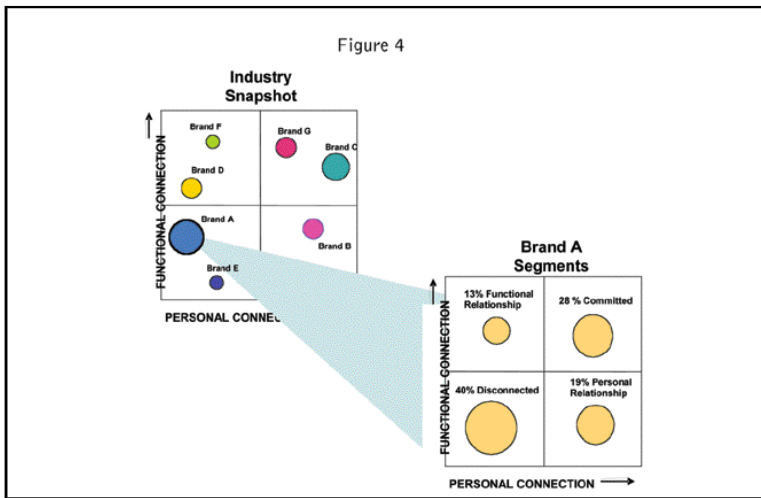 Figure 4
Industry
Snapshot
FUNCTIONAL CONNECTION
Brand F
Brand G
Brand C
Brand D
Brand A
Brand B
Brand E
PERSONAL CONNEC
Brand A
Segments
FUNCTIONAL CONNECTION
13% Functional
Relationship
28 % Committed
40% Disconnected
19% Personal
Relationship
PERSONAL CONNECTION